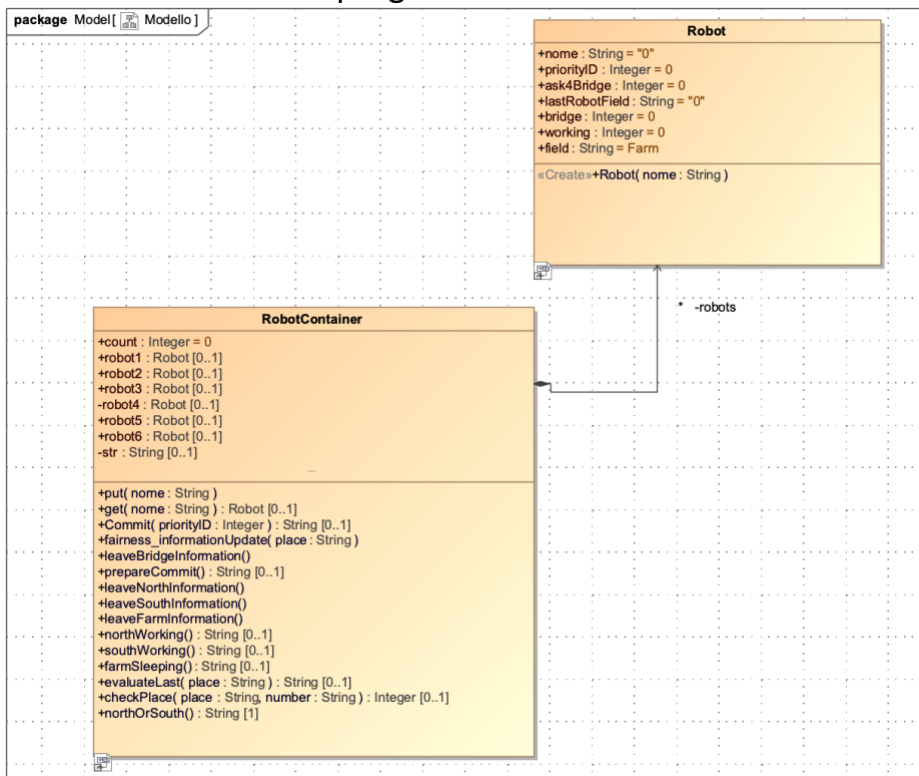 package Model[ Modello ]
Robot
+nome : String = "0"
+priorityID : Integer = 0
+ask4Bridge : Integer = 0
+lastRobotField : String = "0"
+bridge : Integer = 0
+working : Integer = 0
+field : String = Farm
«Create»+Robot( nome : String )
* -robots
RobotContainer
+count : Integer = 0
+robot1 : Robot [0..1]
+robot2 : Robot [0..1]
+robot3 : Robot [0..1]
-robot4 : Robot [0..1]
+robot5 : Robot [0..1]
+robot6 : Robot [0..1]
-str : String [0..1]
...
+put( nome : String )
+get( nome : String ) : Robot [0..1]
+Commit( priorityID : Integer ) : String [0..1]
+fairness_informationUpdate( place : String )
+leaveBridgeInformation()
+prepareCommit() : String [0..1]
+leaveNorthInformation()
+leaveSouthInformation()
+leaveFarmInformation()
+northWorking() : String [0..1]
+southWorking() : String [0..1]
+farmSleeping() : String [0..1]
+evaluateLast( place : String ) : String [0..1]
+checkPlace( place : String, number : String ) : Integer [0..1]
+northOrSouth() : String [1]